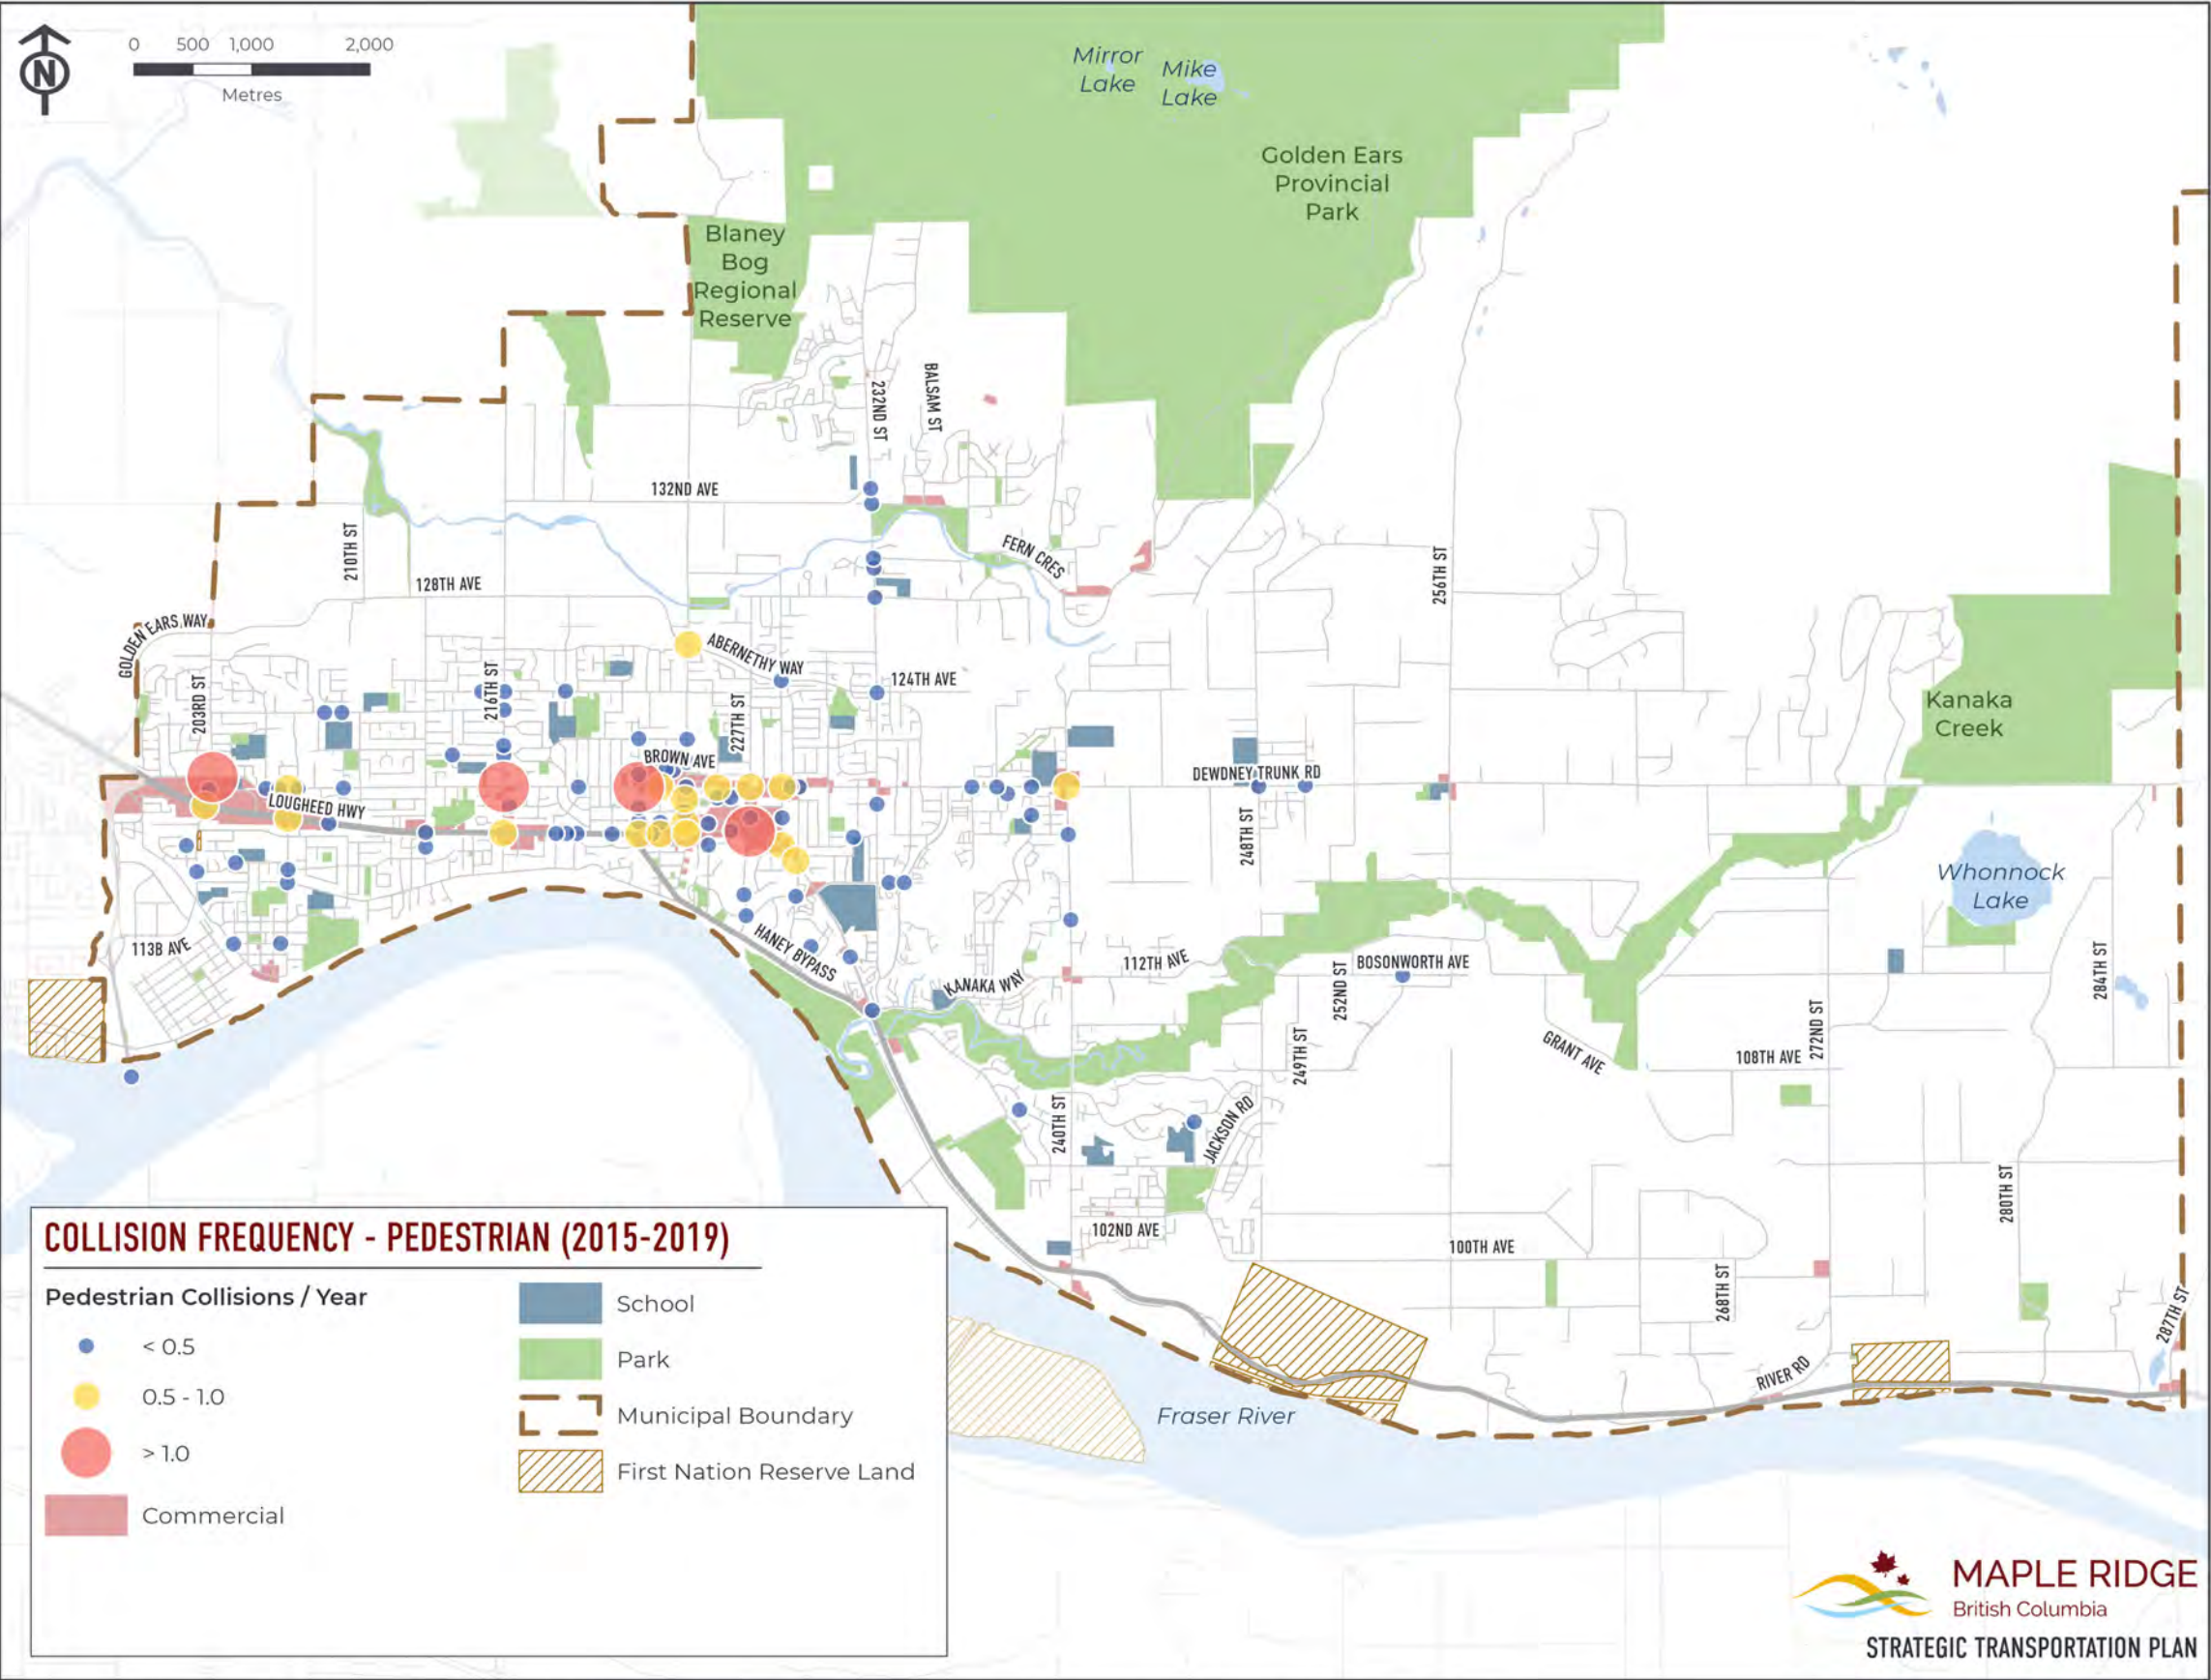 N
0 500 1,000 2,000
Metres
Mirror
Lake
Mike
Lake
Golden Ears
Provincial
Park
Blaney
Bog
Regional
Reserve
232ND ST
BALSAM ST
132ND AVE
210TH ST
128TH AVE
FERN CRES
256TH ST
GOLDEN EARS WAY
ABERNETHY WAY
124TH AVE
203RD ST
216TH ST
227TH ST
BROWN AVE
Kanaka
Creek
DEWDNEY TRUNK RD
LOUGHEED HWY
248TH ST
Whonnock
Lake
113B AVE
HANEY BYPASS
KANAKA WAY
112TH AVE
252ND ST
BOSONWORTH AVE
284TH ST
249TH ST
GRANT AVE
108TH AVE
272ND ST
240TH ST
JACKSON RD
280TH ST
102ND AVE
100TH AVE
268TH ST
287TH ST
RIVER RD
Fraser River
COLLISION FREQUENCY - PEDESTRIAN (2015-2019)
Pedestrian Collisions / Year
< 0.5
0.5 - 1.0
> 1.0
Commercial
School
Park
Municipal Boundary
First Nation Reserve Land
MAPLE RIDGE
British Columbia
STRATEGIC TRANSPORTATION PLAN